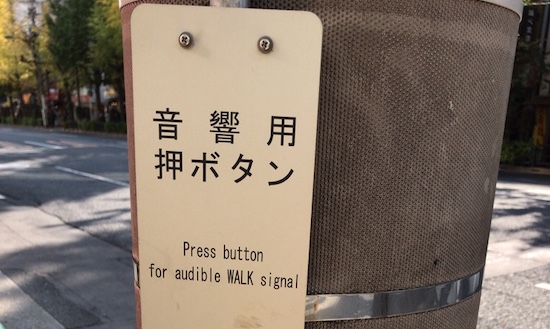 音響用
押ボタン
Press button
for audible WALK signal